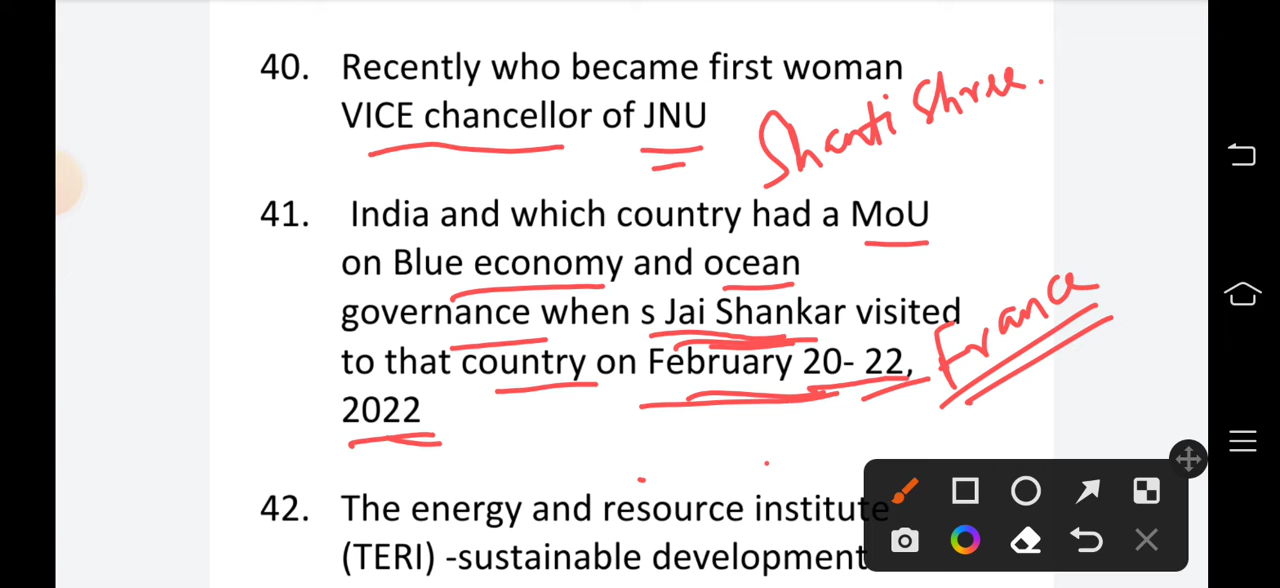 40. Recently who became first woman
VICE chancellor of JNU
Shanti Shree.
41. India and which country had a MoU
on Blue economy and ocean
governance when s Jai Shankar visited
to that country on February 20- 22,
2022
France
42. The energy and resource institute
(TERI) -sustainable development